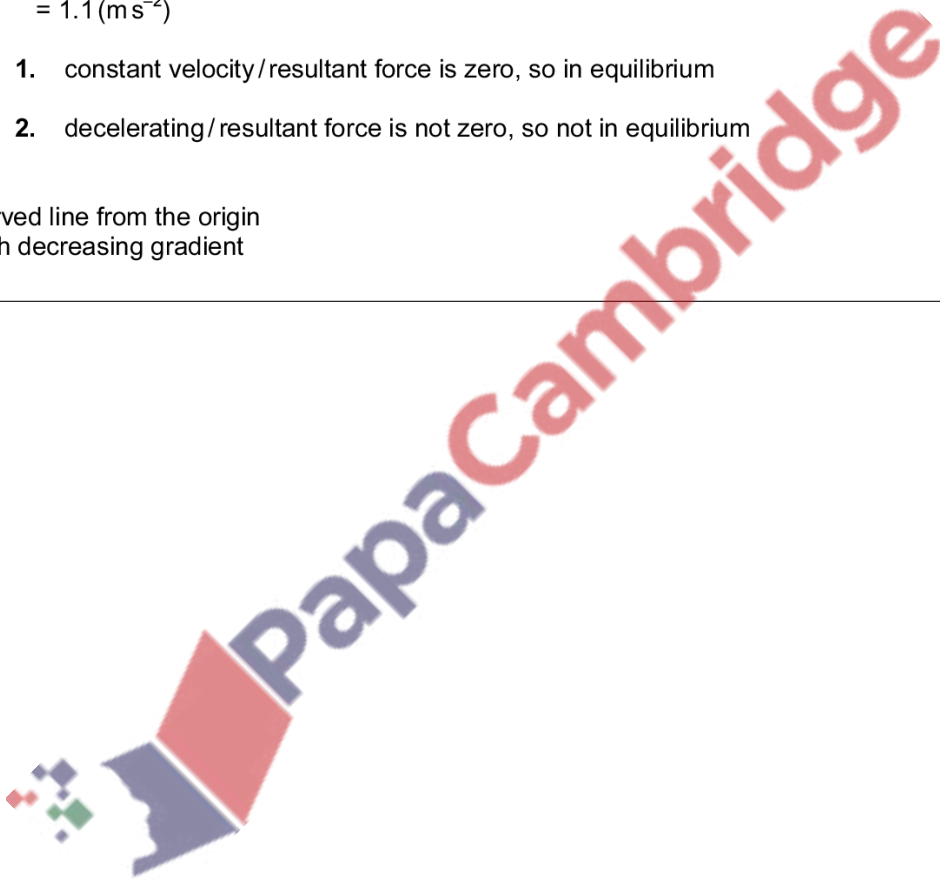 = 1.1 (m s⁻²)
1. constant velocity / resultant force is zero, so in equilibrium
2. decelerating / resultant force is not zero, so not in equilibrium
ved line from the origin
h decreasing gradient
PapaCambridge